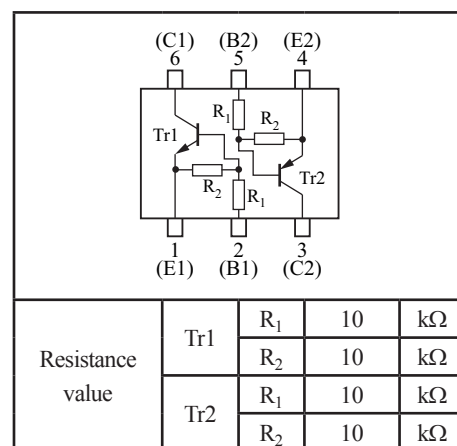 (C1) (B2) (E2)
6 5 4
R1
R2
Tr1
Tr2
R2
R1
1 2 3
(E1) (B1) (C2)
Resistance value
Tr1 R1 10 kΩ
R2 10 kΩ
Tr2 R1 10 kΩ
R2 10 kΩ